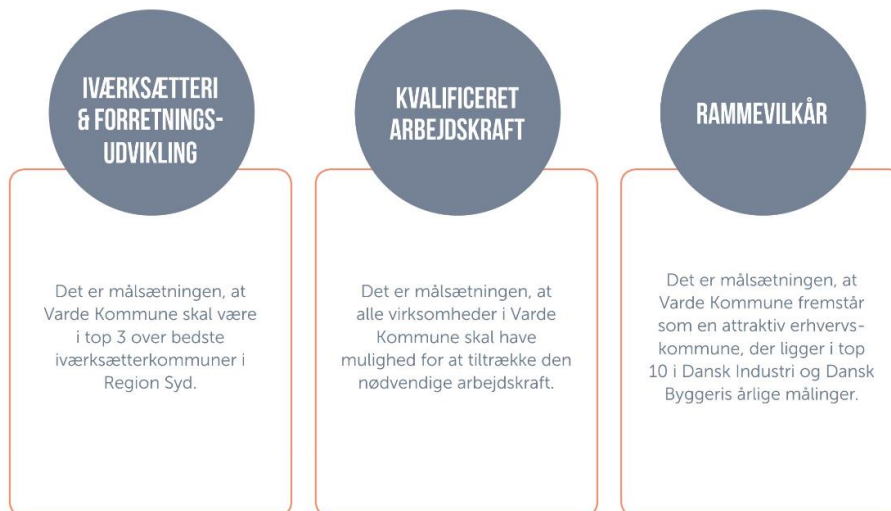 IVÆRKSÆTTERI
& FORRETNINGS-
UDVIKLING
Det er målsætningen, at
Varde Kommune skal være
i top 3 over bedste
iværksætterkommuner i
Region Syd.
KVALIFICERET
ARBEJDSKRAFT
Det er målsætningen, at
alle virksomheder i Varde
Kommune skal have
mulighed for at tiltrække den
nødvendige arbejdskraft.
RAMMEVILKÅR
Det er målsætningen, at
Varde Kommune fremstår
som en attraktiv erhvervs-
kommune, der ligger i top
10 i Dansk Industri og Dansk
Byggeris årlige målinger.